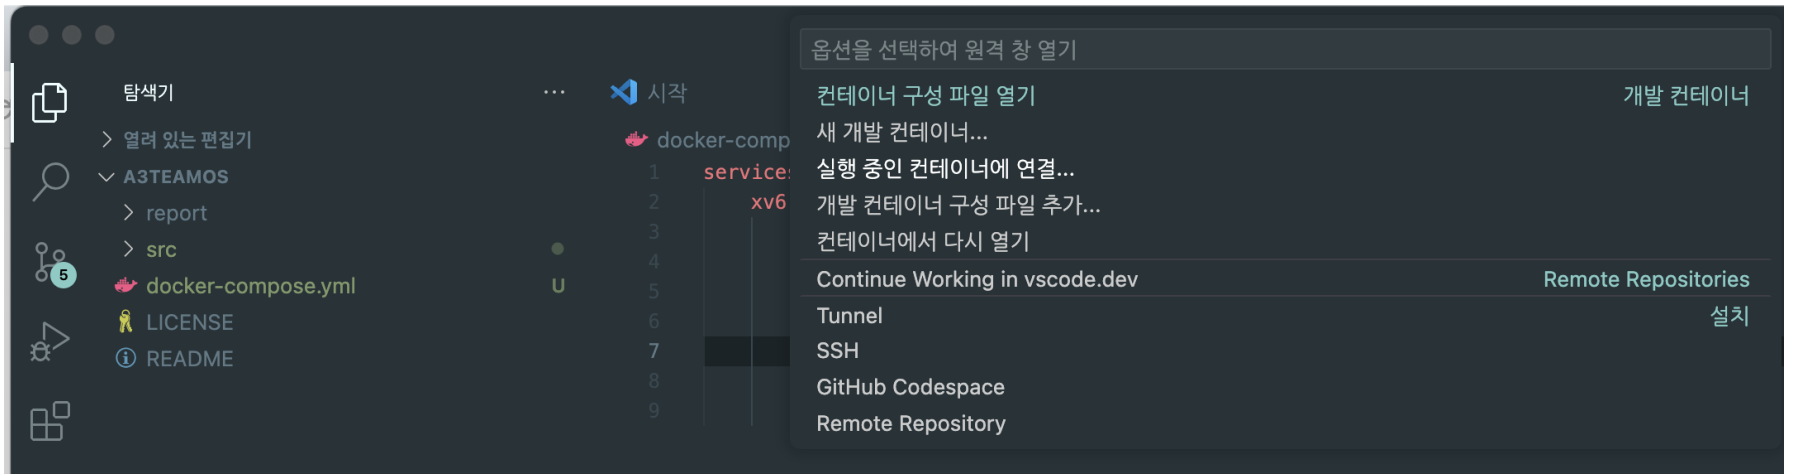 옵션을 선택하여 원격 창 열기
탐색기
···
시작
컨테이너 구성 파일 열기
개발 컨테이너
열려 있는 편집기
docker-comp
새 개발 컨테이너...
A3TEAMOS
1 services
실행 중인 컨테이너에 연결...
report
2 xv6
개발 컨테이너 구성 파일 추가...
src
3
컨테이너에서 다시 열기
5
4
docker-compose.yml
U
5
Continue Working in vscode.dev
Remote Repositories
LICENSE
6
Tunnel
설치
README
7
SSH
8
GitHub Codespace
9
Remote Repository